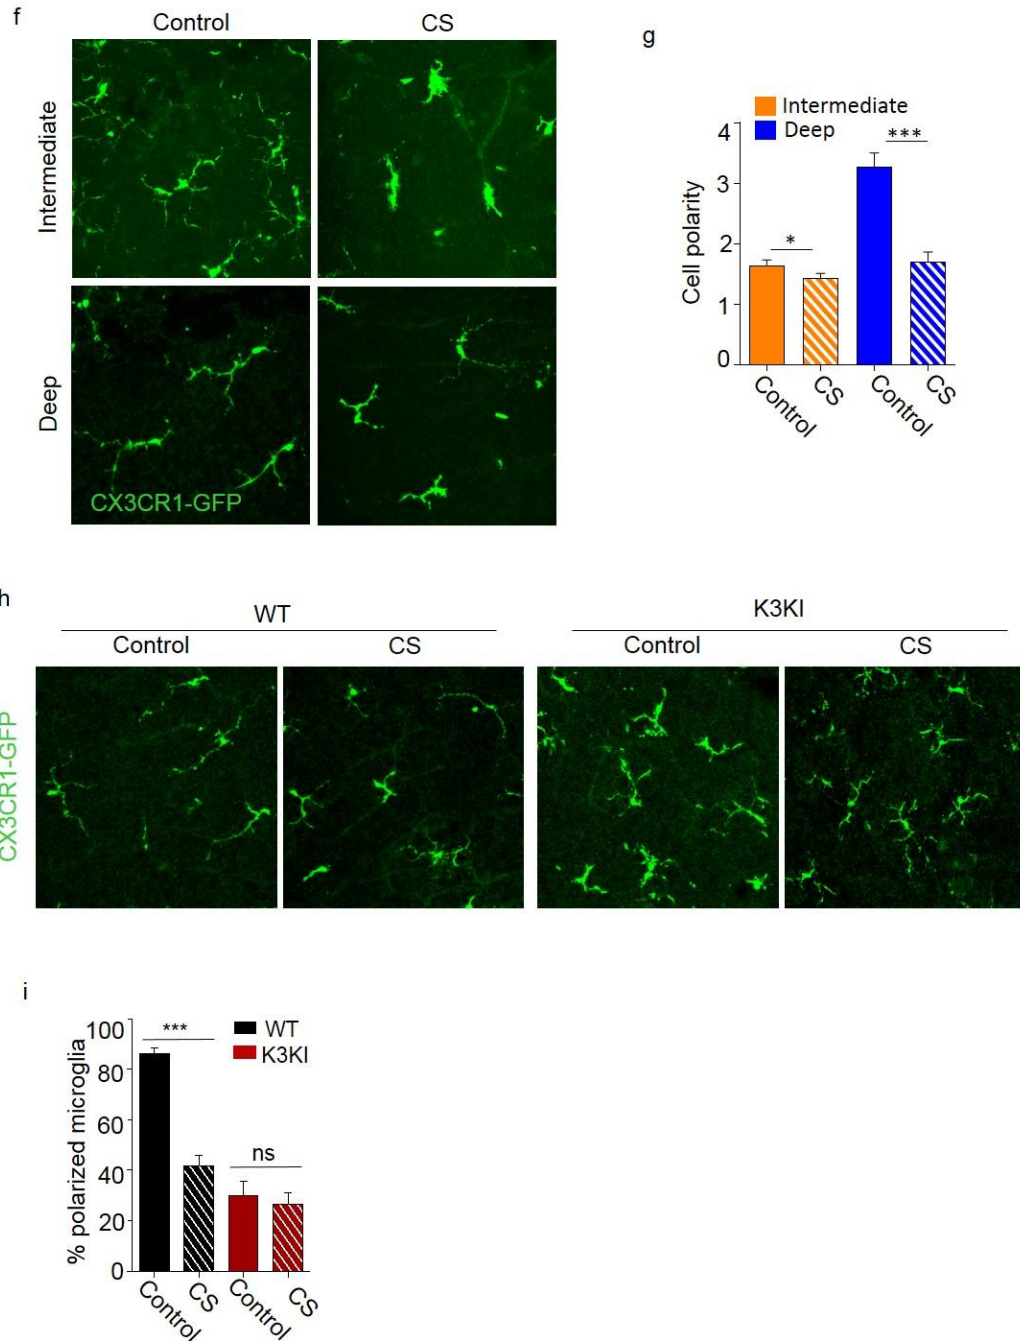 f
Control CS
Intermediate
Deep
CX3CR1-GFP
g
Intermediate
Deep
Cell polarity
4
3
2
1
0
*
***
Control CS Control CS
h
WT K3KI
Control CS Control CS
CX3CR1-GFP
i
% polarized microglia
100
80
60
40
20
0
***
ns
WT
K3KI
Control CS Control CS